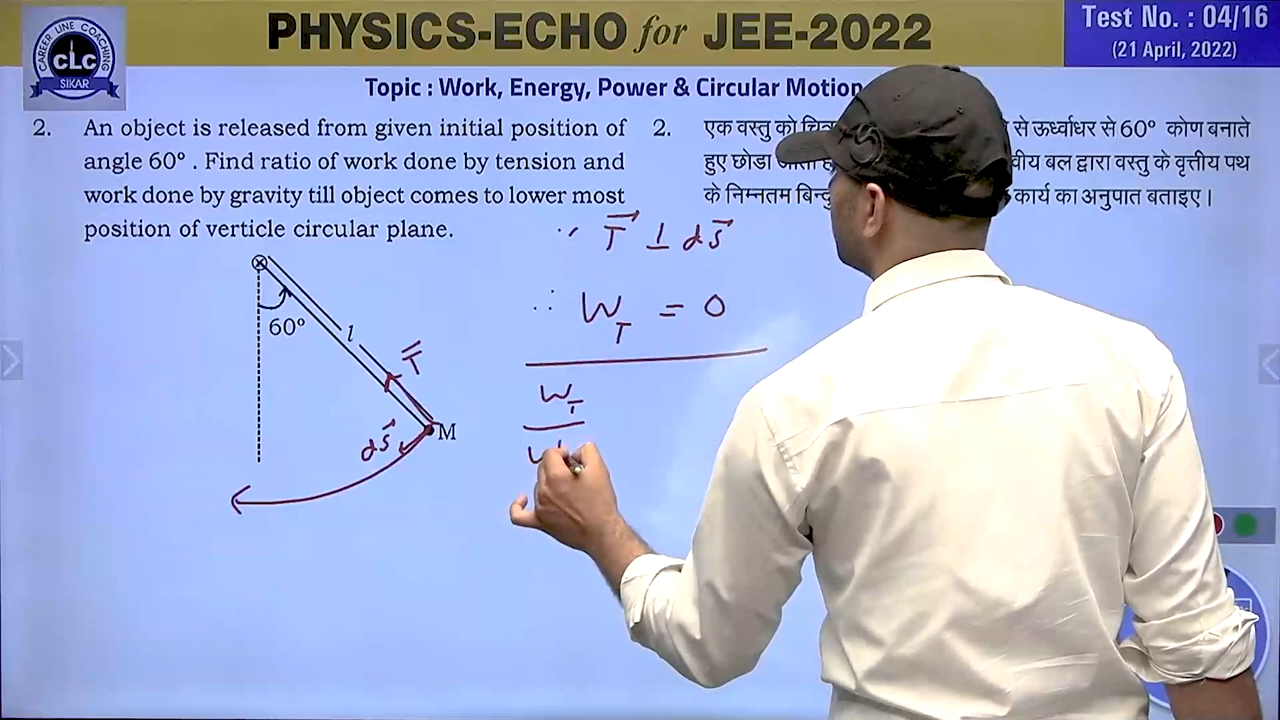 PHYSICS-ECHO for JEE-2022
Test No. : 04/16
(21 April, 2022)
CAREER LINE COACHING
CLC
SIKAR
Topic : Work, Energy, Power & Circular Motion
2. An object is released from given initial position of
angle 60° . Find ratio of work done by tension and
work done by gravity till object comes to lower most
position of verticle circular plane.
2. एक वस्तु को से ऊर्ध्वाधर से 60° कोण बनाते
हुए छोडा जाता बल द्वारा वस्तु के वृत्तीय पथ
के निम्नतम कार्य का अनुपात बताइए।
∵ T⃗ ⊥ ds⃗
∴ W_T = 0
W_T
60°
l
T⃗
M
ds⃗